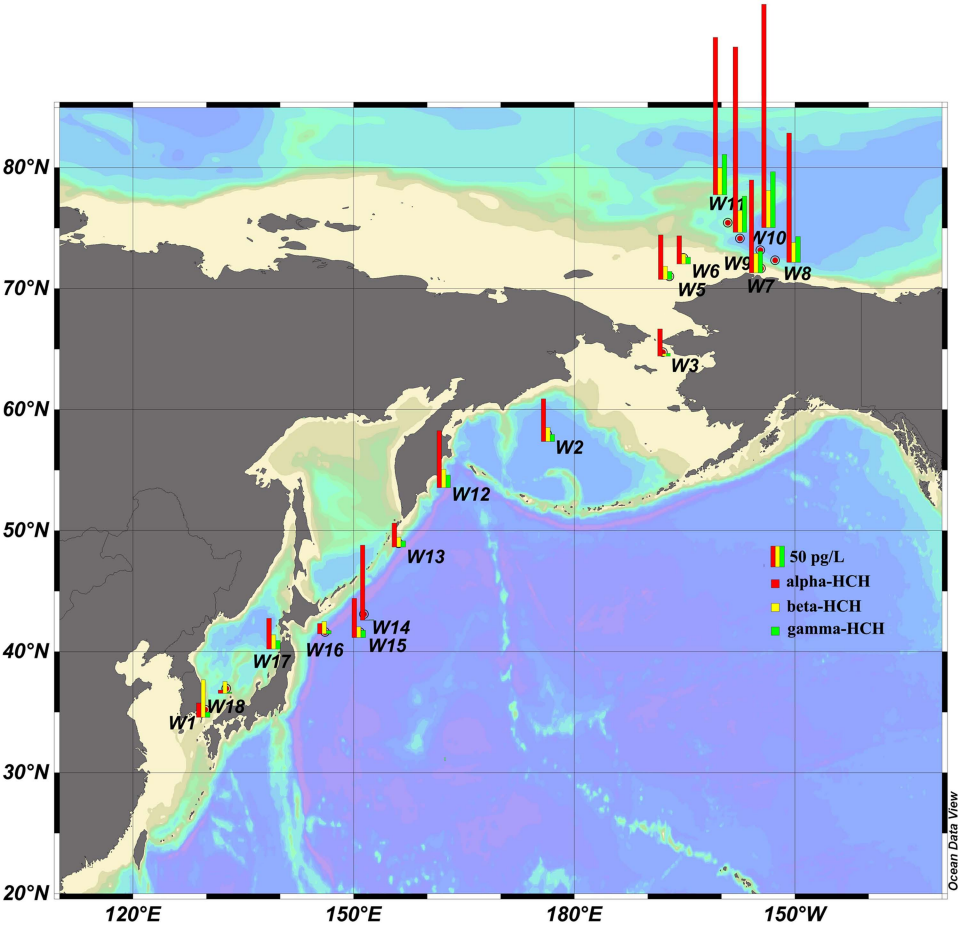 80°N
W11
W10
W9
W8
W6
W7
W5
70°N
W3
60°N
W2
W12
50°N
W13
50 pg/L
alpha-HCH
beta-HCH
gamma-HCH
W14
W16
W15
40°N
W17
W18
W1
30°N
20°N
120°E
150°E
180°E
150°W
Ocean Data View